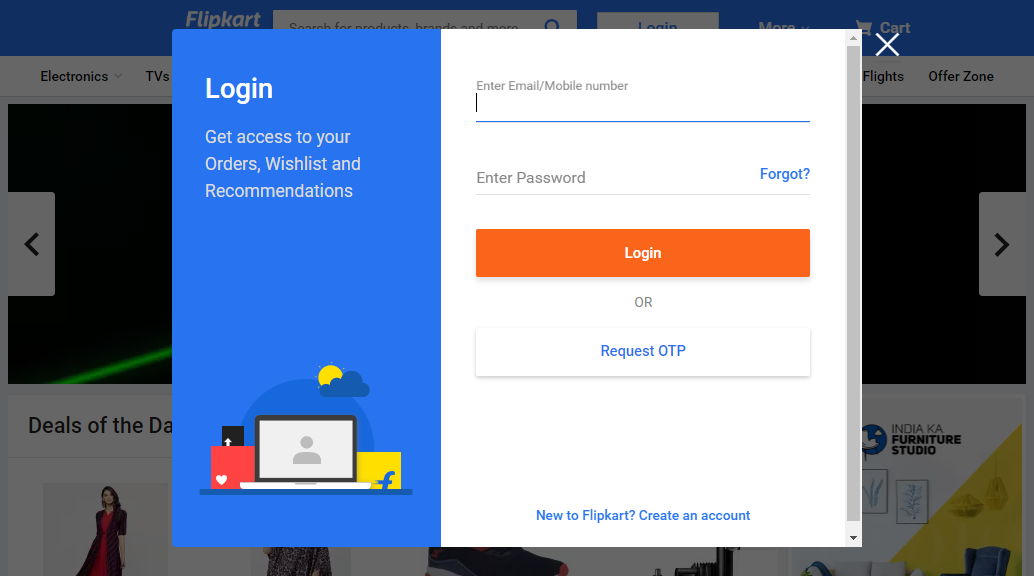 Flipkart
Search for products, brands and more
Login
More
Cart
Electronics
TVs
Flights
Offer Zone
Login
Get access to your
Orders, Wishlist and
Recommendations
Enter Email/Mobile number
Enter Password
Forgot?
Login
OR
Request OTP
New to Flipkart? Create an account
Deals of the Da
INDIA KA
FURNITURE
STUDIO